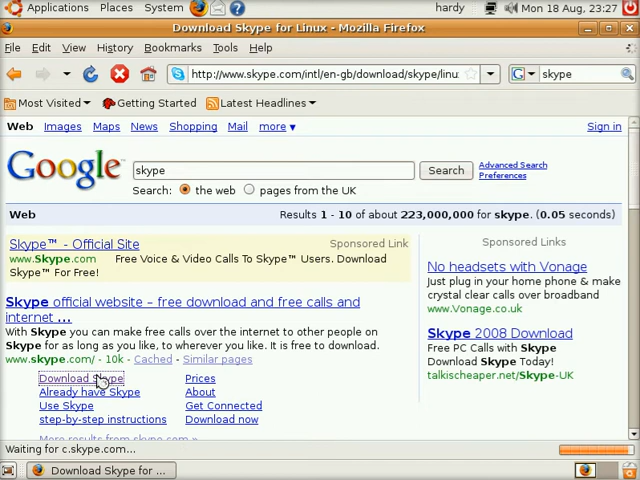 Applications Places System hardy Mon 18 Aug, 23:27
Download Skype for Linux - Mozilla Firefox
File Edit View History Bookmarks Tools Help
http://www.skype.com/intl/en-gb/download/skype/linu skype
Most Visited Getting Started Latest Headlines
Web Images Maps News Shopping Mail more Sign in
Google skype Search Advanced Search
Preferences
Search: the web pages from the UK
Web Results 1 - 10 of about 223,000,000 for skype. (0.05 seconds)
Skype™ - Official Site Sponsored Link
www.Skype.com Free Voice & Video Calls To Skype™ Users. Download
Skype™ For Free!
Skype official website – free download and free calls and
internet ...
With Skype you can make free calls over the internet to other people on
Skype for as long as you like, to wherever you like. It is free to download.
www.skype.com/ - 10k - Cached - Similar pages
Download Skype Prices
Already have Skype About
Use Skype Get Connected
step-by-step instructions Download now
More results from skype.com »
Sponsored Links
No headsets with Vonage
Just plug in your home phone & make
crystal clear calls over broadband
www.Vonage.co.uk
Skype 2008 Download
Free PC Calls with Skype
Download Skype Today!
talkischeaper.net/Skype-UK
Waiting for c.skype.com...
Download Skype for ...